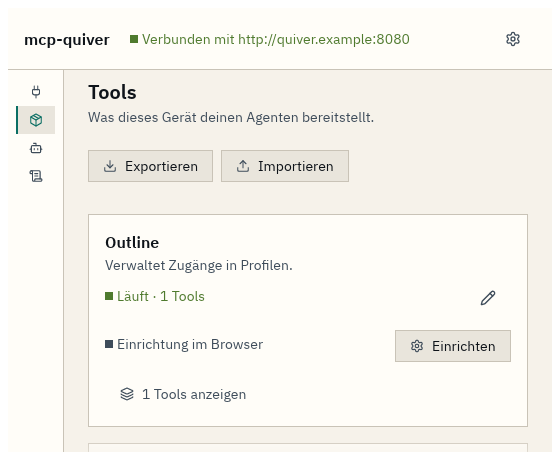 mcp-quiver
Verbunden mit http://quiver.example:8080
Tools
Was dieses Gerät deinen Agenten bereitstellt.
Exportieren
Importieren
Outline
Verwaltet Zugänge in Profilen.
Läuft · 1 Tools
Einrichtung im Browser
Einrichten
1 Tools anzeigen